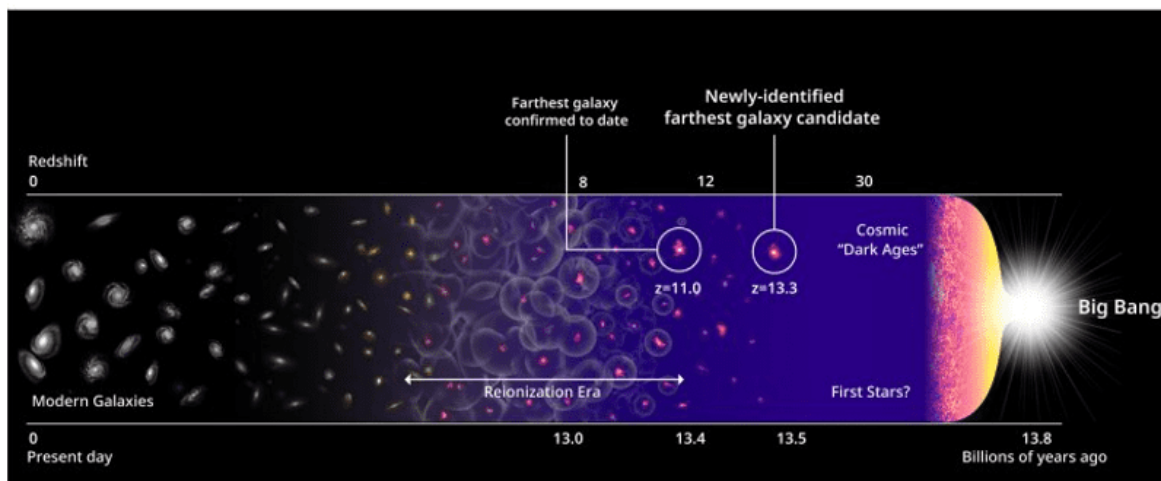 Farthest galaxy
confirmed to date
Newly-identified
farthest galaxy candidate
Redshift
0
8
12
30
Cosmic
“Dark Ages”
z=11.0
z=13.3
Big Bang
Reionization Era
First Stars?
Modern Galaxies
0
13.0
13.4
13.5
13.8
Present day
Billions of years ago